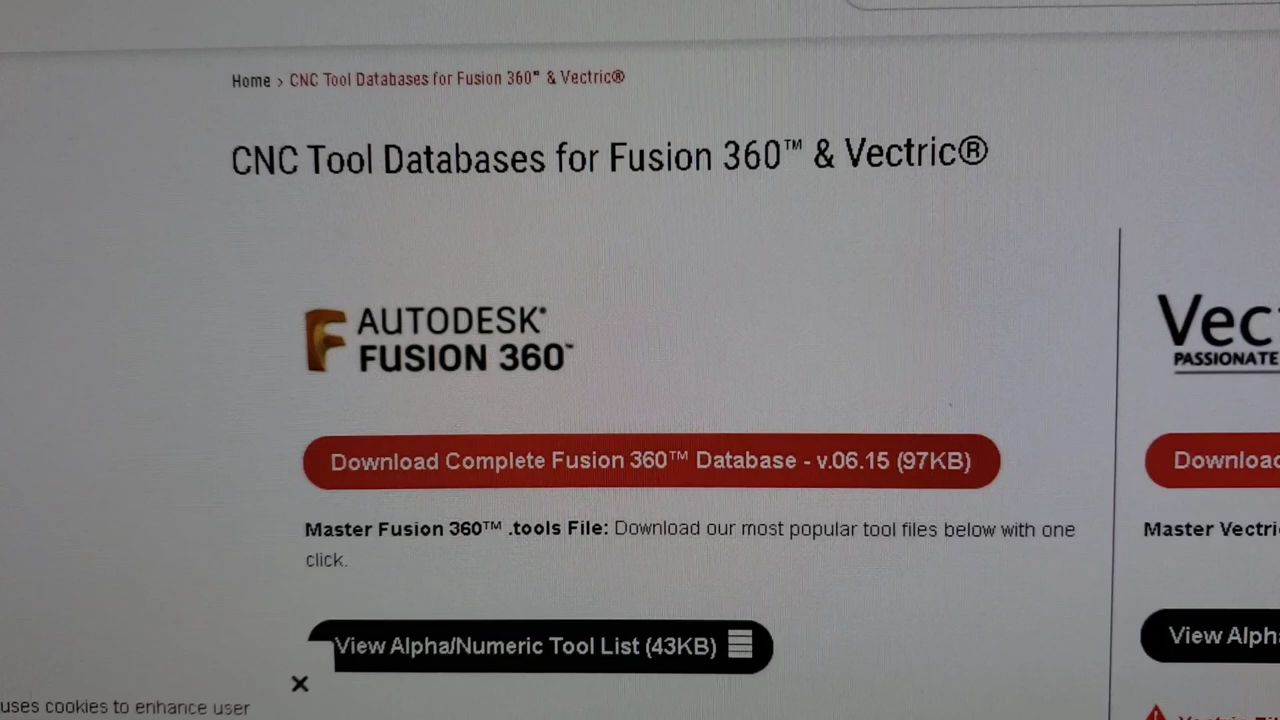 Home > CNC Tool Databases for Fusion 360™ & Vectric®
CNC Tool Databases for Fusion 360™ & Vectric®
AUTODESK®
FUSION 360™
Download Complete Fusion 360™ Database - v.06.15 (97KB)
Master Fusion 360™ .tools File: Download our most popular tool files below with one
click.
View Alpha/Numeric Tool List (43KB)
uses cookies to enhance user
Vec
PASSIONATE
Download
Master Vectri
View Alph